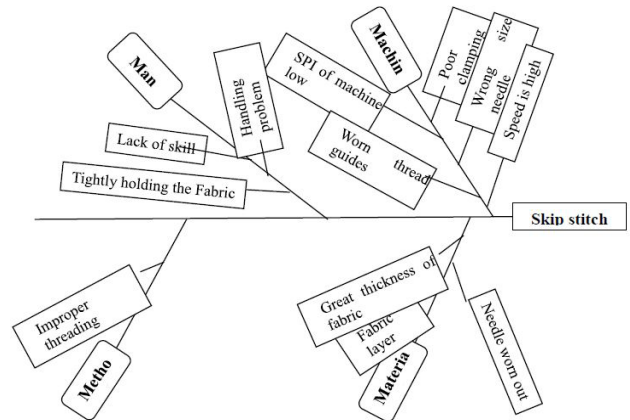 Man
Machin
SPI of machine
low
Poor
clamping
Wrong size
needle
Speed is high
Handling
problem
Lack of skill
Worn thread
guides
Tightly holding the Fabric
Skip stitch
Improper
threading
Metho
Great thickness of
fabric
Fabric
layer
Materia
Needle worn out